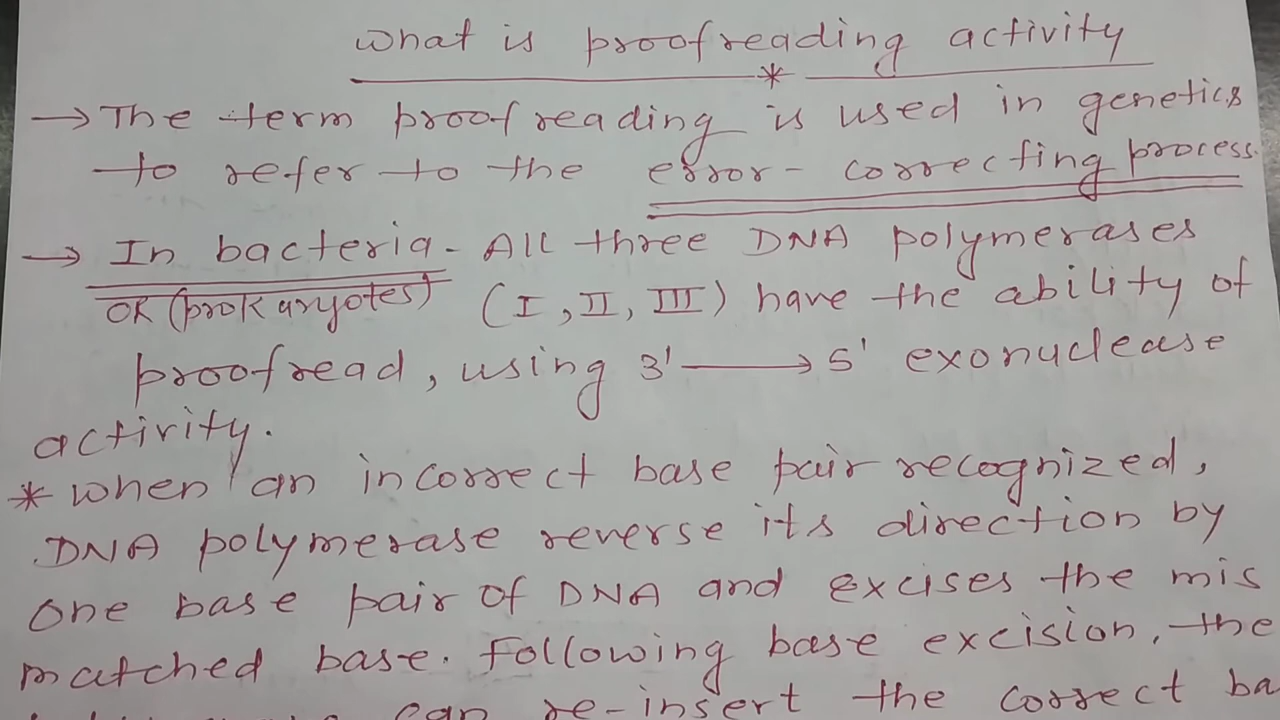 what is proofreading activity
*
→ The term proofreading is used in genetics
to refer to the error-correcting process.
→ In bacteria - All three DNA polymerases
OR (prokaryotes) (I, II, III) have the ability of
proofread, using 3' → 5' exonuclease
activity.
* when an incorrect base pair recognized,
DNA polymerase reverse its direction by
one base pair of DNA and excises the mis
matched base. Following base excision, the
can re-insert the correct ba